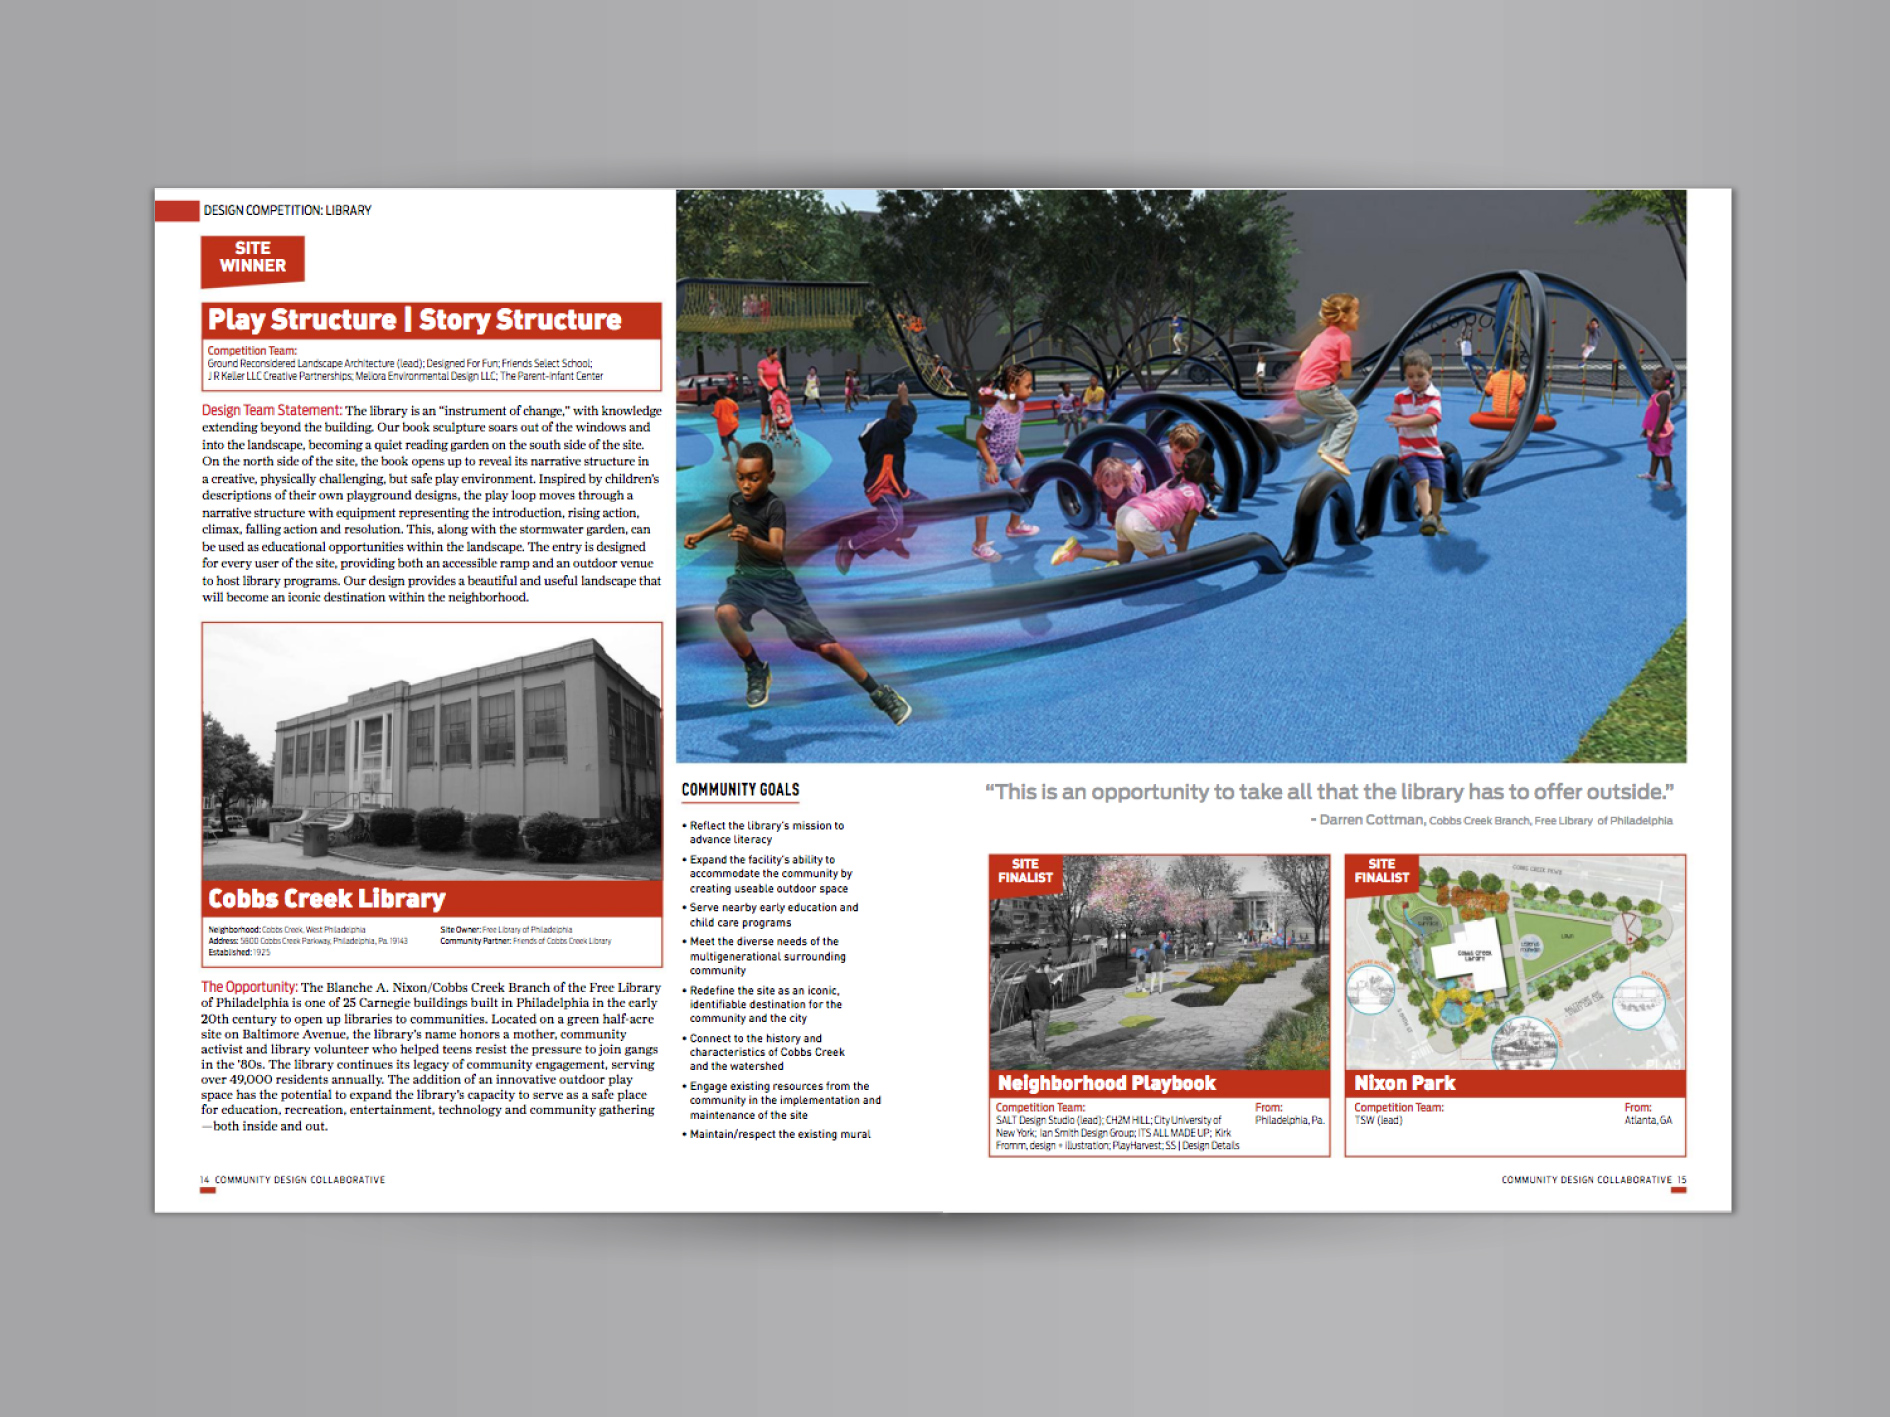 DESIGN COMPETITION: LIBRARY
SITE
WINNER
Play Structure | Story Structure
Competition Team:
Ground Reconsidered Landscape Architecture (lead); Designed For Fun; Friends Select School;
J R Keller LLC Creative Partnerships; Meliora Environmental Design LLC; The Parent-Infant Center
Design Team Statement: The library is an “instrument of change,” with knowledge
extending beyond the building. Our book sculpture soars out of the windows and
into the landscape, becoming a quiet reading garden on the south side of the site.
On the north side of the site, the book opens up to reveal its narrative structure in
a creative, physically challenging, but safe play environment. Inspired by children’s
descriptions of their own playground designs, the play loop moves through a
narrative structure with equipment representing the introduction, rising action,
climax, falling action and resolution. This, along with the stormwater garden, can
be used as educational opportunities within the landscape. The entry is designed
for every user of the site, providing both an accessible ramp and an outdoor venue
to host library programs. Our design provides a beautiful and useful landscape that
will become an iconic destination within the neighborhood.
Cobbs Creek Library
Neighborhood: Cobbs Creek, West Philadelphia
Address: 5800 Cobbs Creek Parkway, Philadelphia, Pa. 19143
Established: 1925
Site Owner: Free Library of Philadelphia
Community Partner: Friends of Cobbs Creek Library
The Opportunity: The Blanche A. Nixon/Cobbs Creek Branch of the Free Library
of Philadelphia is one of 25 Carnegie buildings built in Philadelphia in the early
20th century to open up libraries to communities. Located on a green half-acre
site on Baltimore Avenue, the library’s name honors a mother, community
activist and library volunteer who helped teens resist the pressure to join gangs
in the ’80s. The library continues its legacy of community engagement, serving
over 49,000 residents annually. The addition of an innovative outdoor play
space has the potential to expand the library’s capacity to serve as a safe place
for education, recreation, entertainment, technology and community gathering
—both inside and out.
14 COMMUNITY DESIGN COLLABORATIVE
COMMUNITY GOALS
• Reflect the library’s mission to
advance literacy
• Expand the facility’s ability to
accommodate the community by
creating useable outdoor space
• Serve nearby early education and
child care programs
• Meet the diverse needs of the
multigenerational surrounding
community
• Redefine the site as an iconic,
identifiable destination for the
community and the city
• Connect to the history and
characteristics of Cobbs Creek
and the watershed
• Engage existing resources from the
community in the implementation and
maintenance of the site
• Maintain/respect the existing mural
“This is an opportunity to take all that the library has to offer outside.”
- Darren Cottman, Cobbs Creek Branch, Free Library of Philadelphia
SITE
FINALIST
Neighborhood Playbook
Competition Team:
SALT Design Studio (lead); CH2M HILL; City University of
New York; Ian Smith Design Group; ITS ALL MADE UP; Kirk
Fromm, design + illustration; PlayHarvest; SS | Design Details
From:
Philadelphia, Pa.
SITE
FINALIST
COBBS CREEK PKWY
COBBS CREEK
LIBRARY
LAWN
Nixon Park
Competition Team:
TSW (lead)
From:
Atlanta, GA
COMMUNITY DESIGN COLLABORATIVE 15